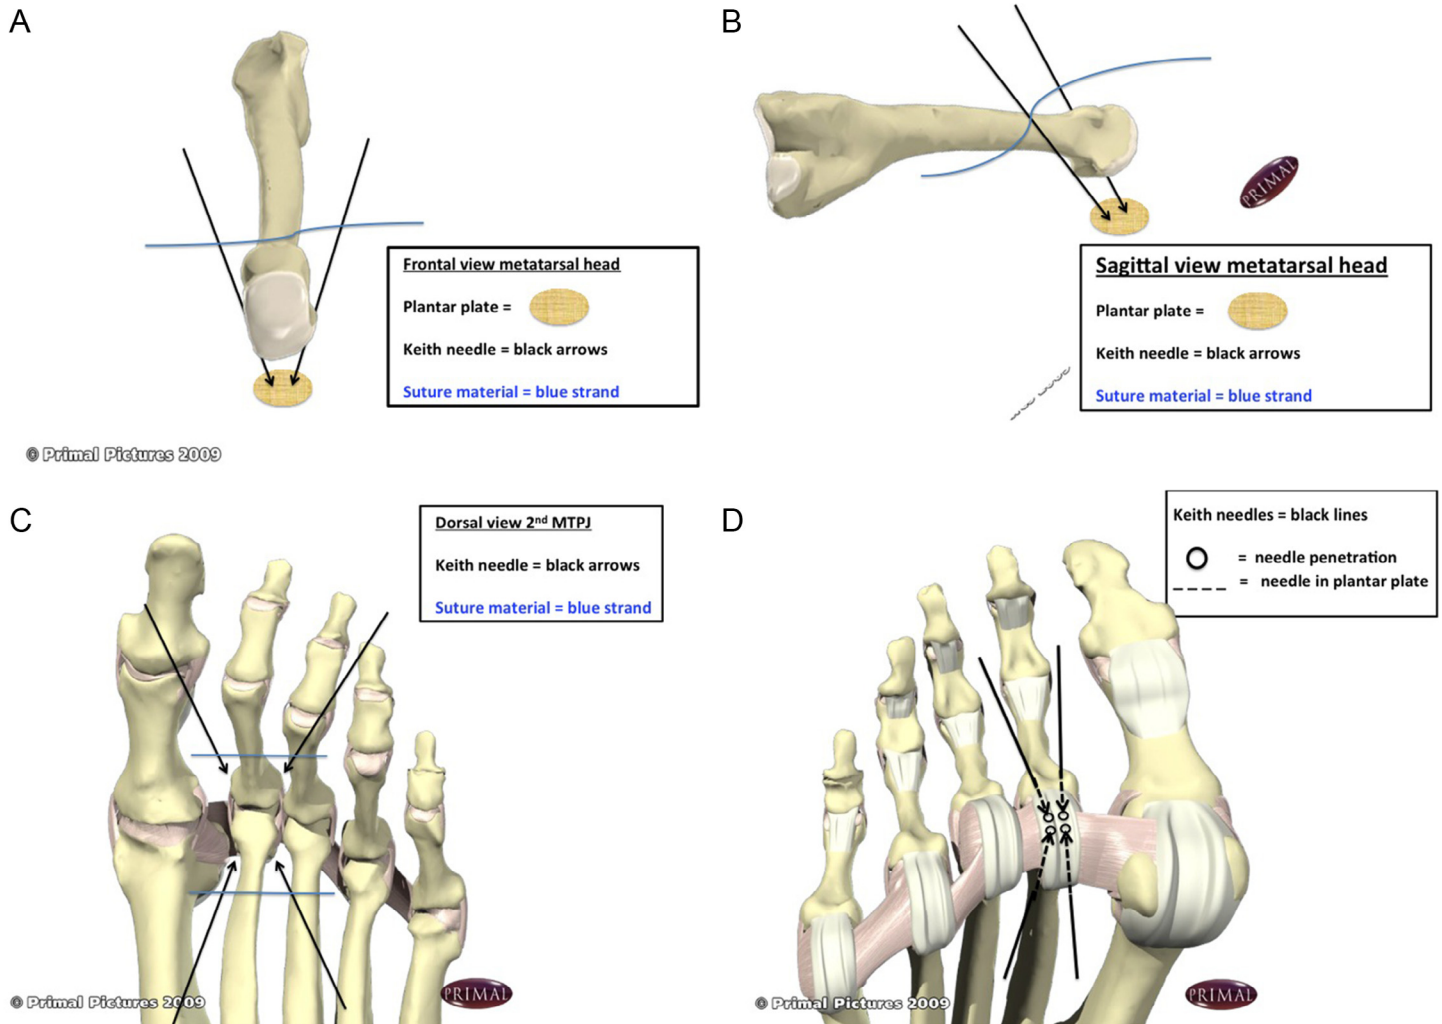 A
Frontal view metatarsal head
Plantar plate =
Keith needle = black arrows
Suture material = blue strand
© Primal Pictures 2009
B
PRIMAL
Sagittal view metatarsal head
Plantar plate =
Keith needle = black arrows
Suture material = blue strand
C
Dorsal view 2nd MTPJ
Keith needle = black arrows
Suture material = blue strand
© Primal Pictures 2009
PRIMAL
D
Keith needles = black lines
= needle penetration
= needle in plantar plate
© Primal Pictures 2009
PRIMAL